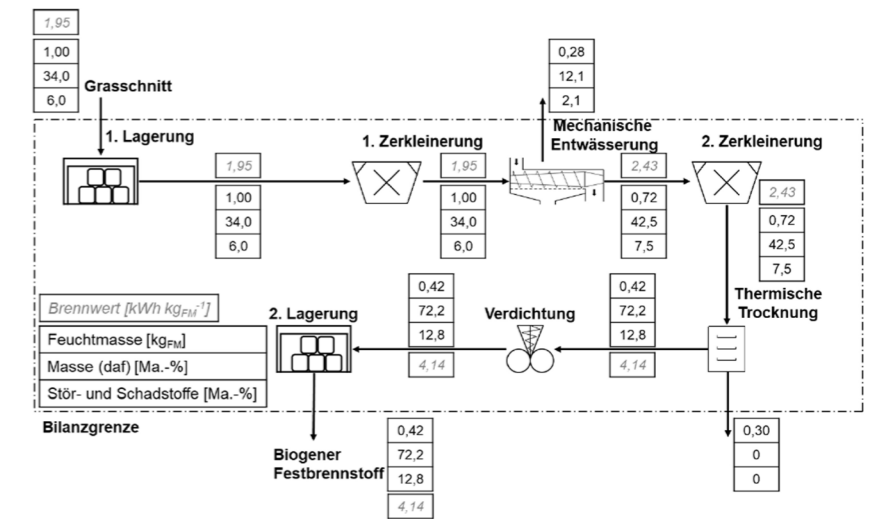 1,95
1,00
34,0
6,0
Grasschnitt
0,28
12,1
2,1
1. Lagerung
1. Zerkleinerung
Mechanische
Entwässerung
2. Zerkleinerung
1,95
1,00
34,0
6,0
1,95
1,00
34,0
6,0
2,43
0,72
42,5
7,5
2,43
0,72
42,5
7,5
Thermische
Trocknung
Brennwert [kWh kgFM-1]
Feuchtmasse [kgFM]
Masse (daf) [Ma.-%]
Stör- und Schadstoffe [Ma.-%]
2. Lagerung
0,42
72,2
12,8
4,14
Verdichtung
0,42
72,2
12,8
4,14
Bilanzgrenze
Biogener
Festbrennstoff
0,42
72,2
12,8
4,14
0,30
0
0